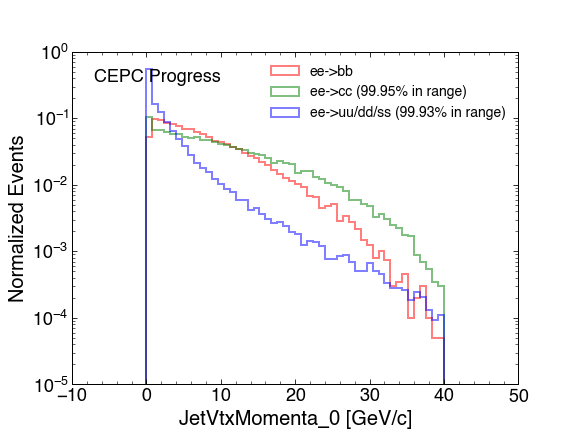 CEPC Progress
ee->bb
ee->cc (99.95% in range)
ee->uu/dd/ss (99.93% in range)
Normalized Events
10⁰
10⁻¹
10⁻²
10⁻³
10⁻⁴
10⁻⁵
−10 0 10 20 30 40 50
JetVtxMomenta_0 [GeV/c]